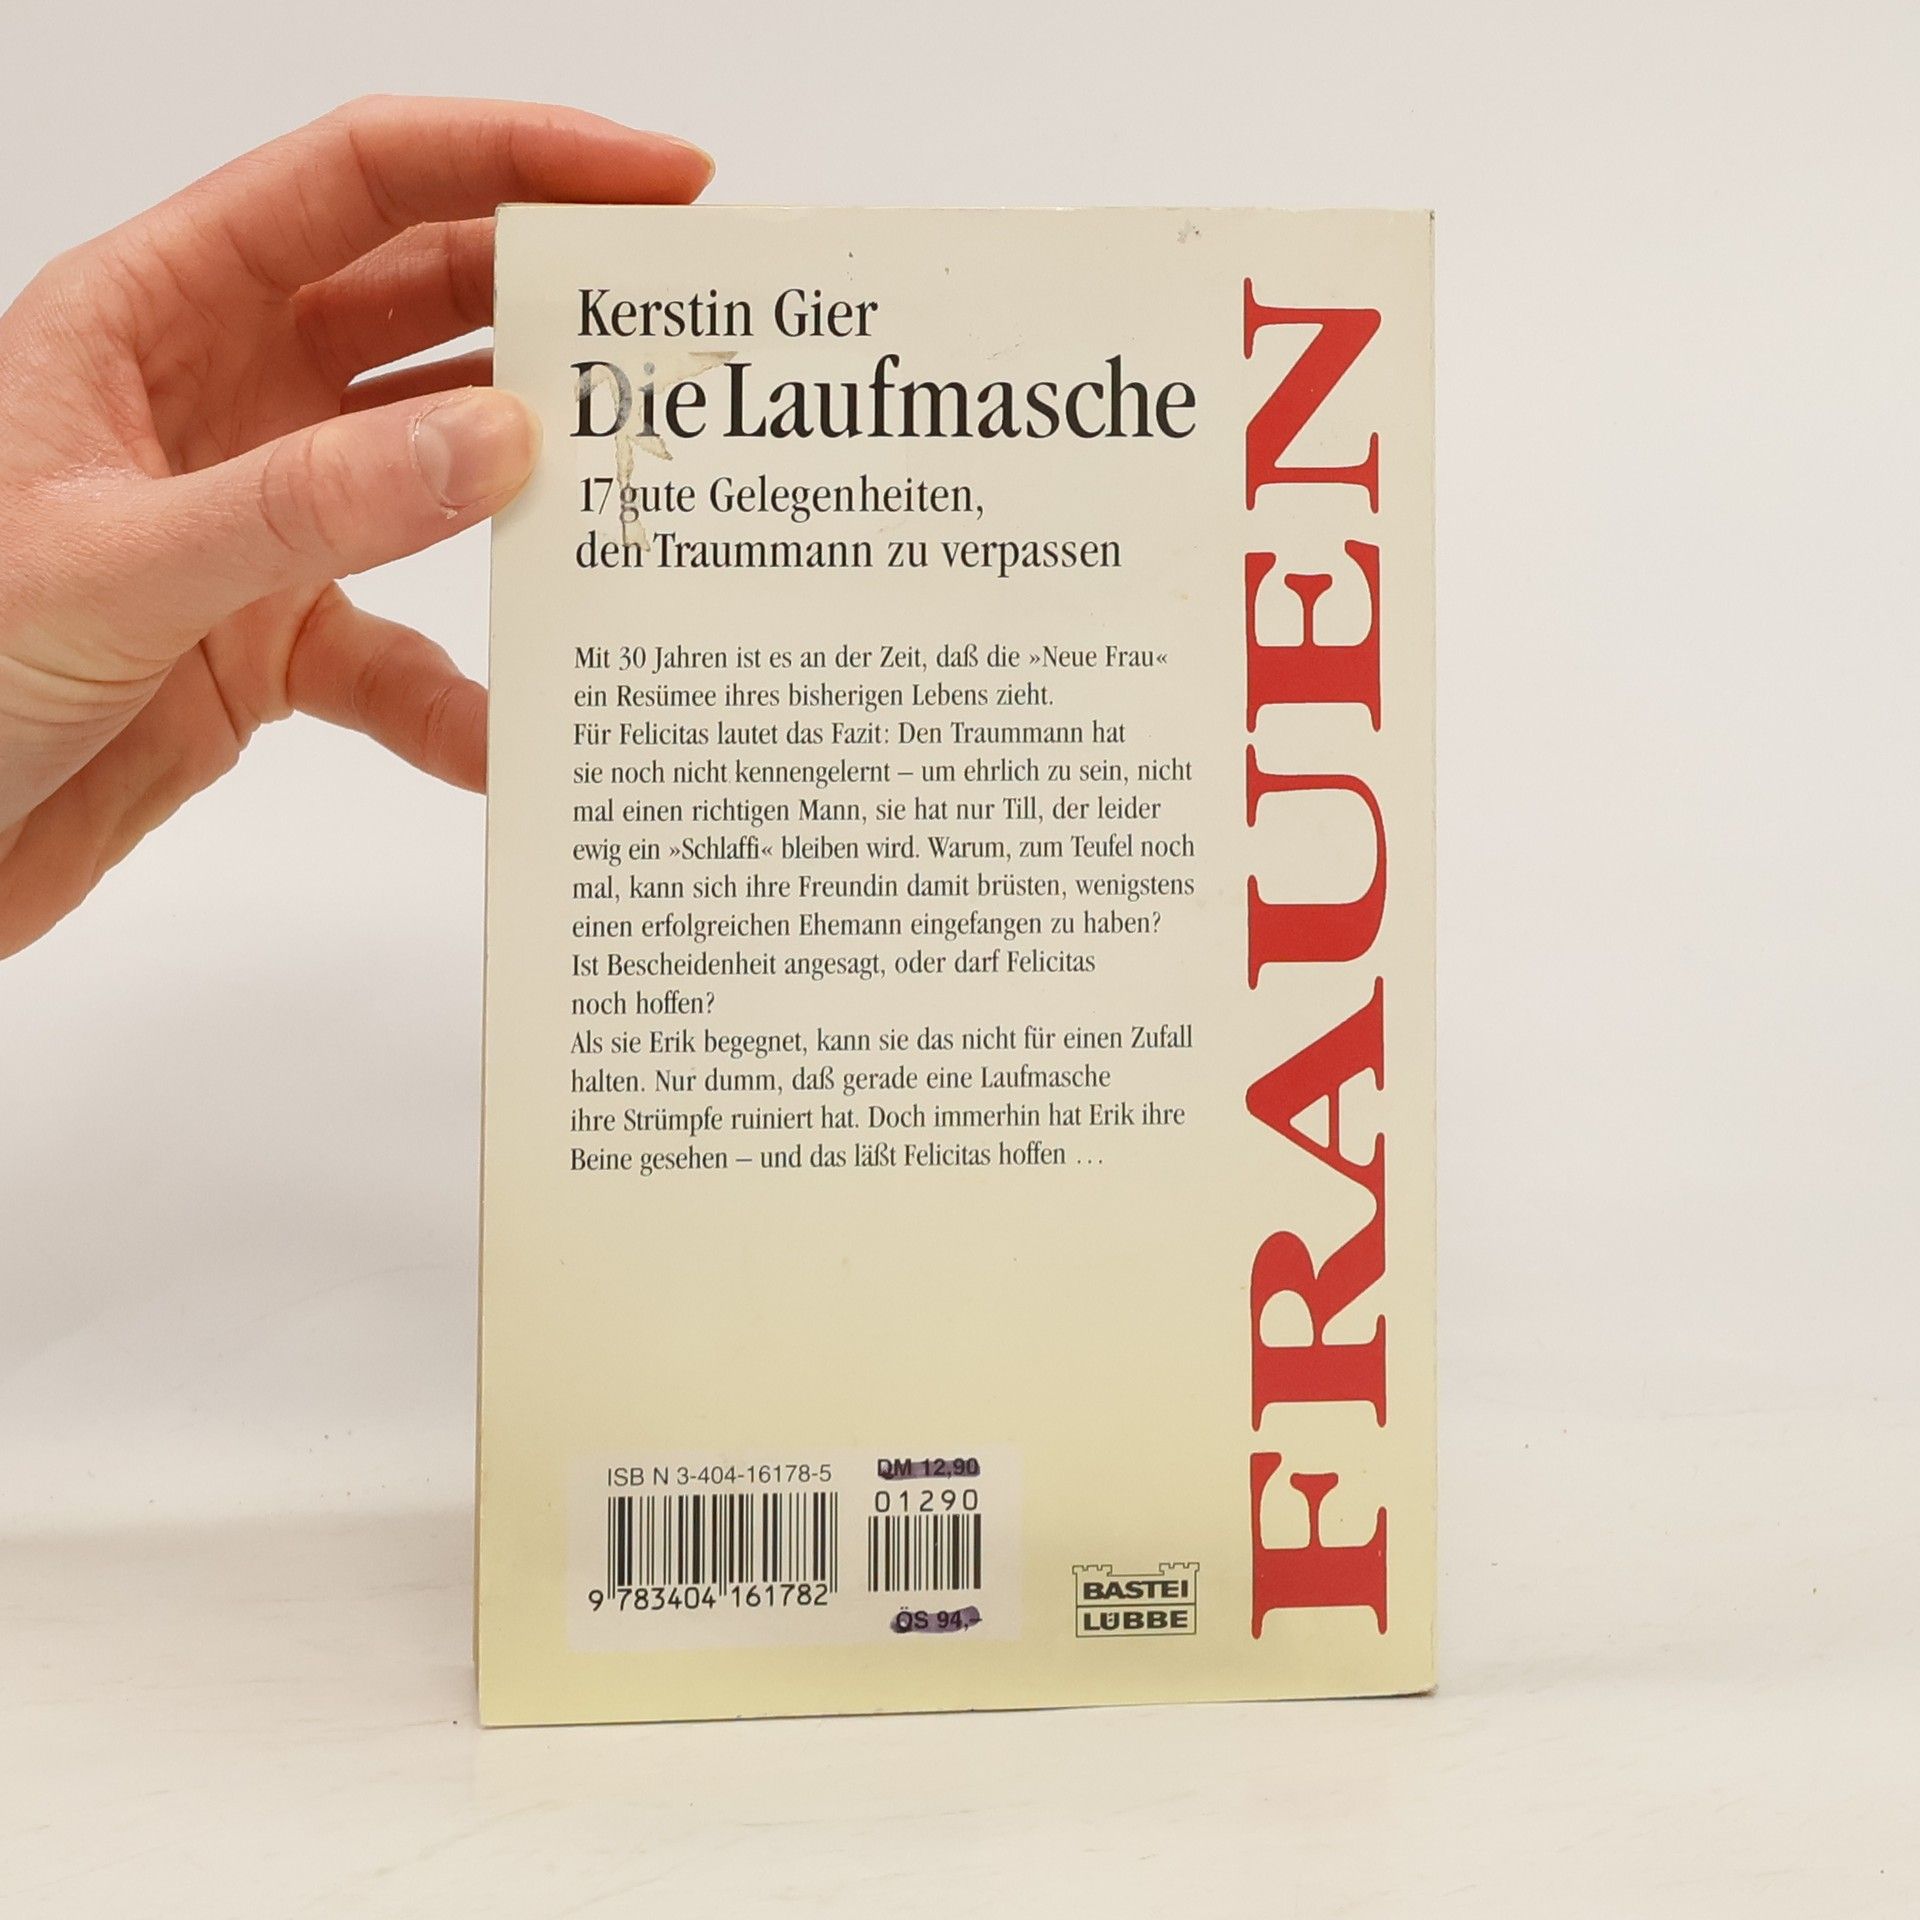 Kerstin Gier
Die Laufmasche
17 gute Gelegenheiten,
den Traummann zu verpassen
Mit 30 Jahren ist es an der Zeit, daß die »Neue Frau«
ein Resümee ihres bisherigen Lebens zieht.
Für Felicitas lautet das Fazit: Den Traummann hat
sie noch nicht kennengelernt – um ehrlich zu sein, nicht
mal einen richtigen Mann, sie hat nur Till, der leider
ewig ein »Schlaffi« bleiben wird. Warum, zum Teufel noch
mal, kann sich ihre Freundin damit brüsten, wenigstens
einen erfolgreichen Ehemann eingefangen zu haben?
Ist Bescheidenheit angesagt, oder darf Felicitas
noch hoffen?
Als sie Erik begegnet, kann sie das nicht für einen Zufall
halten. Nur dumm, daß gerade eine Laufmasche
ihre Strümpfe ruiniert hat. Doch immerhin hat Erik ihre
Beine gesehen – und das läßt Felicitas hoffen ...
FRAUEN
ISBN 3-404-16178-5
DM 12,90
01290
9 783404 161782
ÖS 94,–
BASTEI
LÜBBE